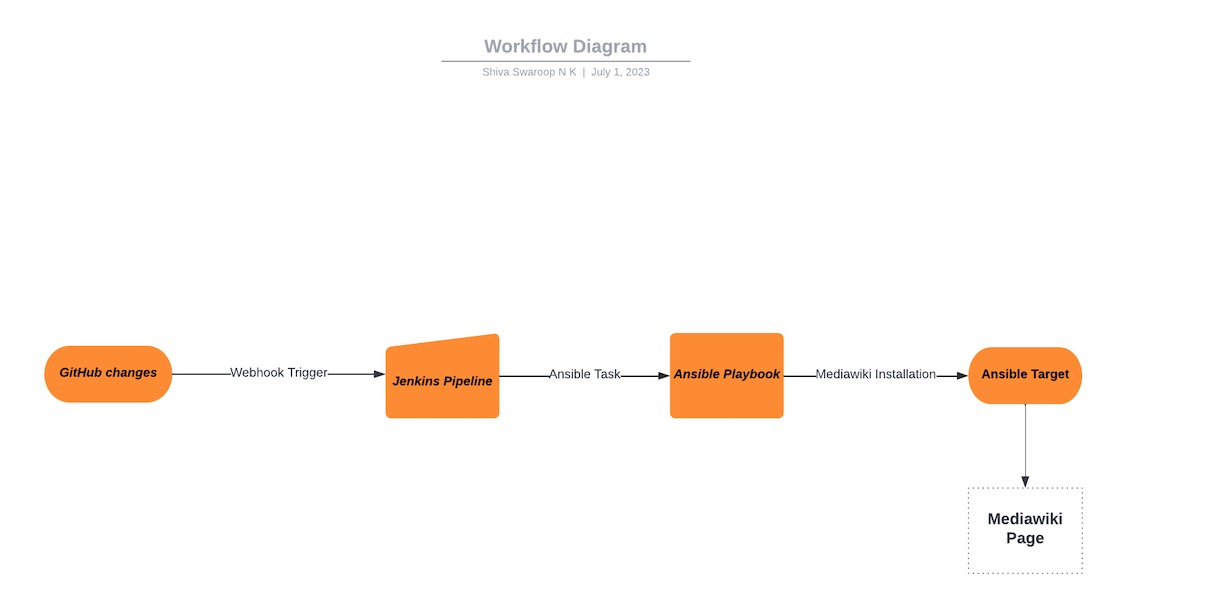 Workflow Diagram
Shiva Swaroop N K | July 1, 2023
GitHub changes
Webhook Trigger
Jenkins Pipeline
Ansible Task
Ansible Playbook
Mediawiki Installation
Ansible Target
Mediawiki
Page